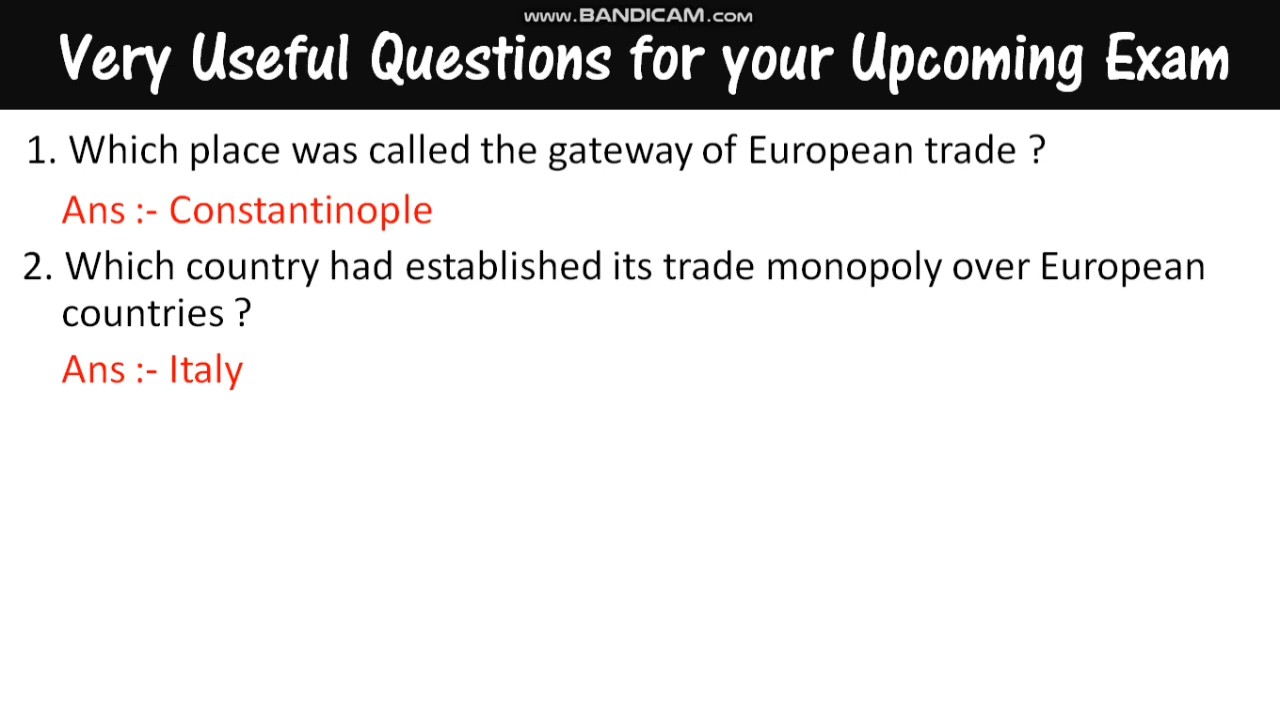 www.BANDICAM.com
Very Useful Questions for your Upcoming Exam
1. Which place was called the gateway of European trade ?
Ans :- Constantinople
2. Which country had established its trade monopoly over European
countries ?
Ans :- Italy